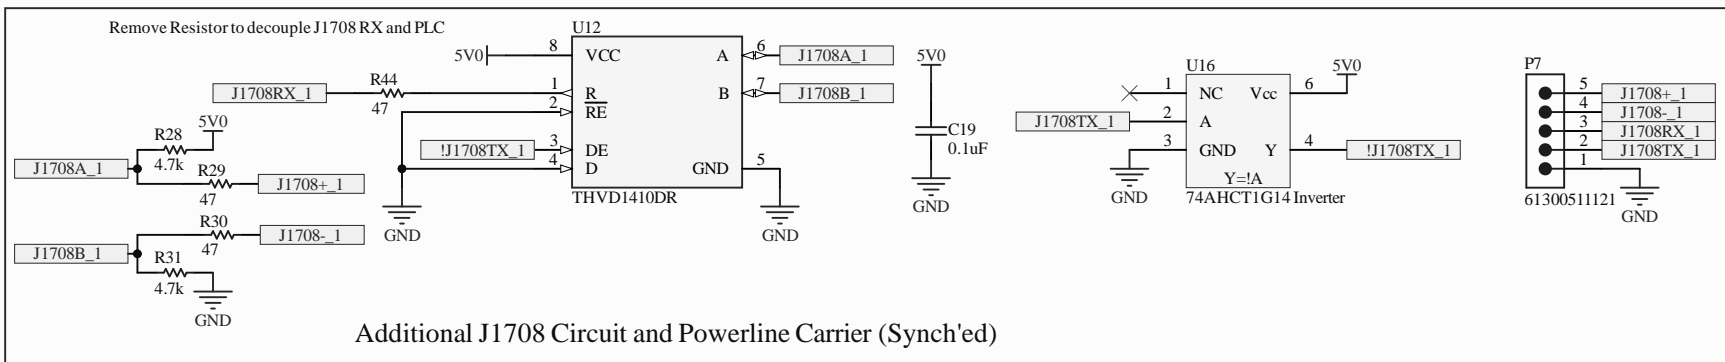 Remove Resistor to decouple J1708 RX and PLC
J1708RX_1
R44
47
5V0
R28
4.7k
J1708A_1
R29
47
J1708+_1
R30
47
J1708-_1
J1708B_1
R31
4.7k
GND
GND
!J1708TX_1
U12
5V0
8 VCC A 6 J1708A_1
1 R B 7 J1708B_1
2 RE
3 DE
4 D GND 5
THVD1410DR
GND
5V0
C19
0.1uF
GND
U16
5V0
1 NC Vcc 6
J1708TX_1 2 A
3 GND Y 4 !J1708TX_1
Y=!A
74AHCT1G14 Inverter
GND
P7
5 J1708+_1
4 J1708-_1
3 J1708RX_1
2 J1708TX_1
1
61300511121
GND
Additional J1708 Circuit and Powerline Carrier (Synch'ed)